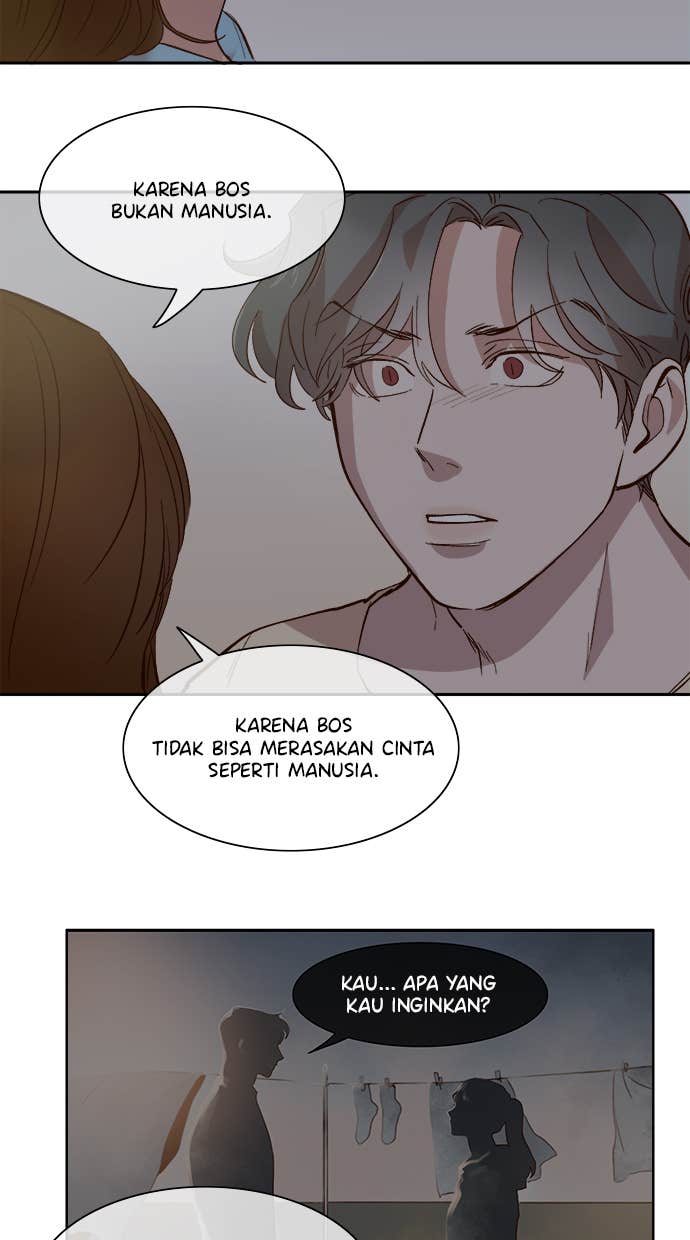 KARENA BOS
BUKAN MANUSIA.
KARENA BOS
TIDAK BISA MERASAKAN CINTA
SEPERTI MANUSIA.
KAU... APA YANG
KAU INGINKAN?